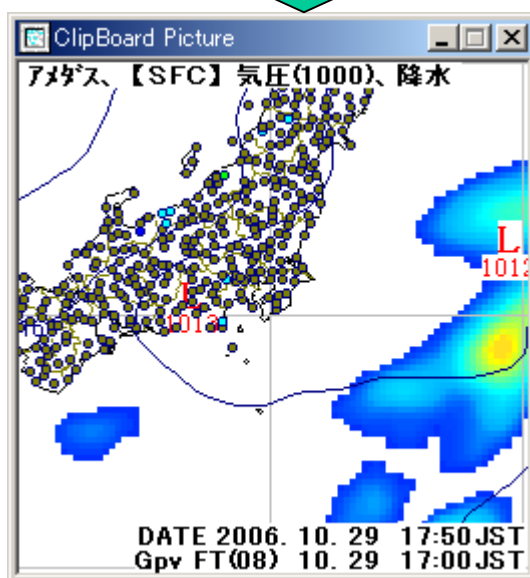 ClipBoard Picture
アメダス、【SFC】気圧(1000)、降水
L
1012
L
DATE 2006. 10. 29 17:50JST
Gpv FT(08) 10. 29 17:00JST